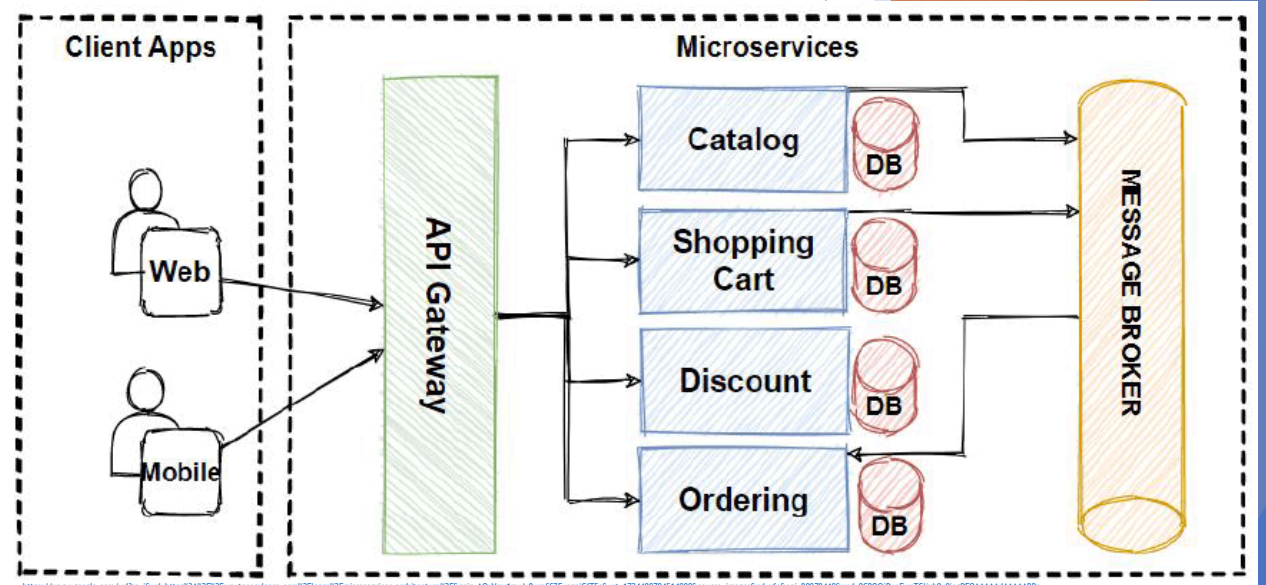 Client Apps
Microservices
Web
Mobile
API Gateway
Catalog
DB
Shopping
Cart
DB
Discount
DB
Ordering
DB
MESSAGE BROKER